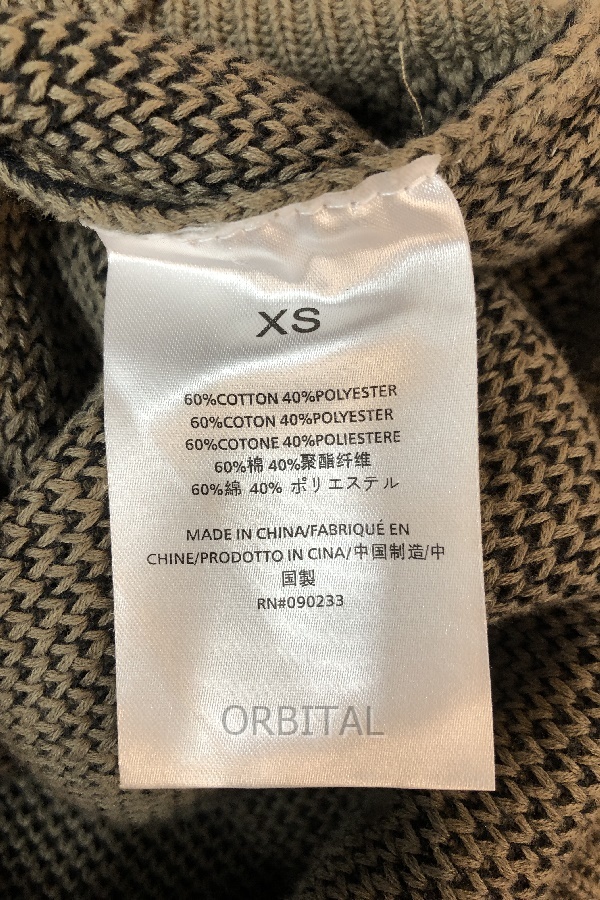 XS
60%COTTON 40%POLYESTER
60%COTON 40%POLYESTER
60%COTONE 40%POLIESTERE
60%棉 40%聚酯纤维
60%綿 40% ポリエステル
MADE IN CHINA/FABRIQUÉ EN
CHINE/PRODOTTO IN CINA/中国制造/中
国製
RN#090233
ORBITAL